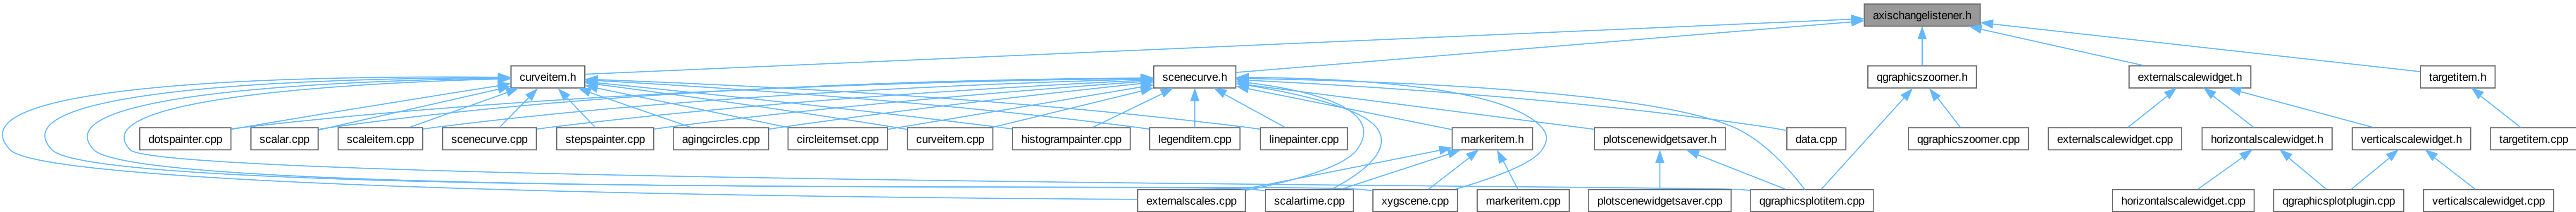 axischangelistener.h
curveitem.h
scenecurve.h
qgraphicszoomer.h
externalscalewidget.h
targetitem.h
dotspainter.cpp
scalar.cpp
scaleitem.cpp
scenecurve.cpp
stepspainter.cpp
agingcircles.cpp
circleitemset.cpp
curveitem.cpp
histogrampainter.cpp
legenditem.cpp
linepainter.cpp
markeritem.h
plotscenewidgetsaver.h
data.cpp
qgraphicszoomer.cpp
externalscalewidget.cpp
horizontalscalewidget.h
verticalscalewidget.h
targetitem.cpp
externalscales.cpp
scalartime.cpp
xygscene.cpp
markeritem.cpp
plotscenewidgetsaver.cpp
qgraphicsplotitem.cpp
horizontalscalewidget.cpp
qgraphicsplotplugin.cpp
verticalscalewidget.cpp